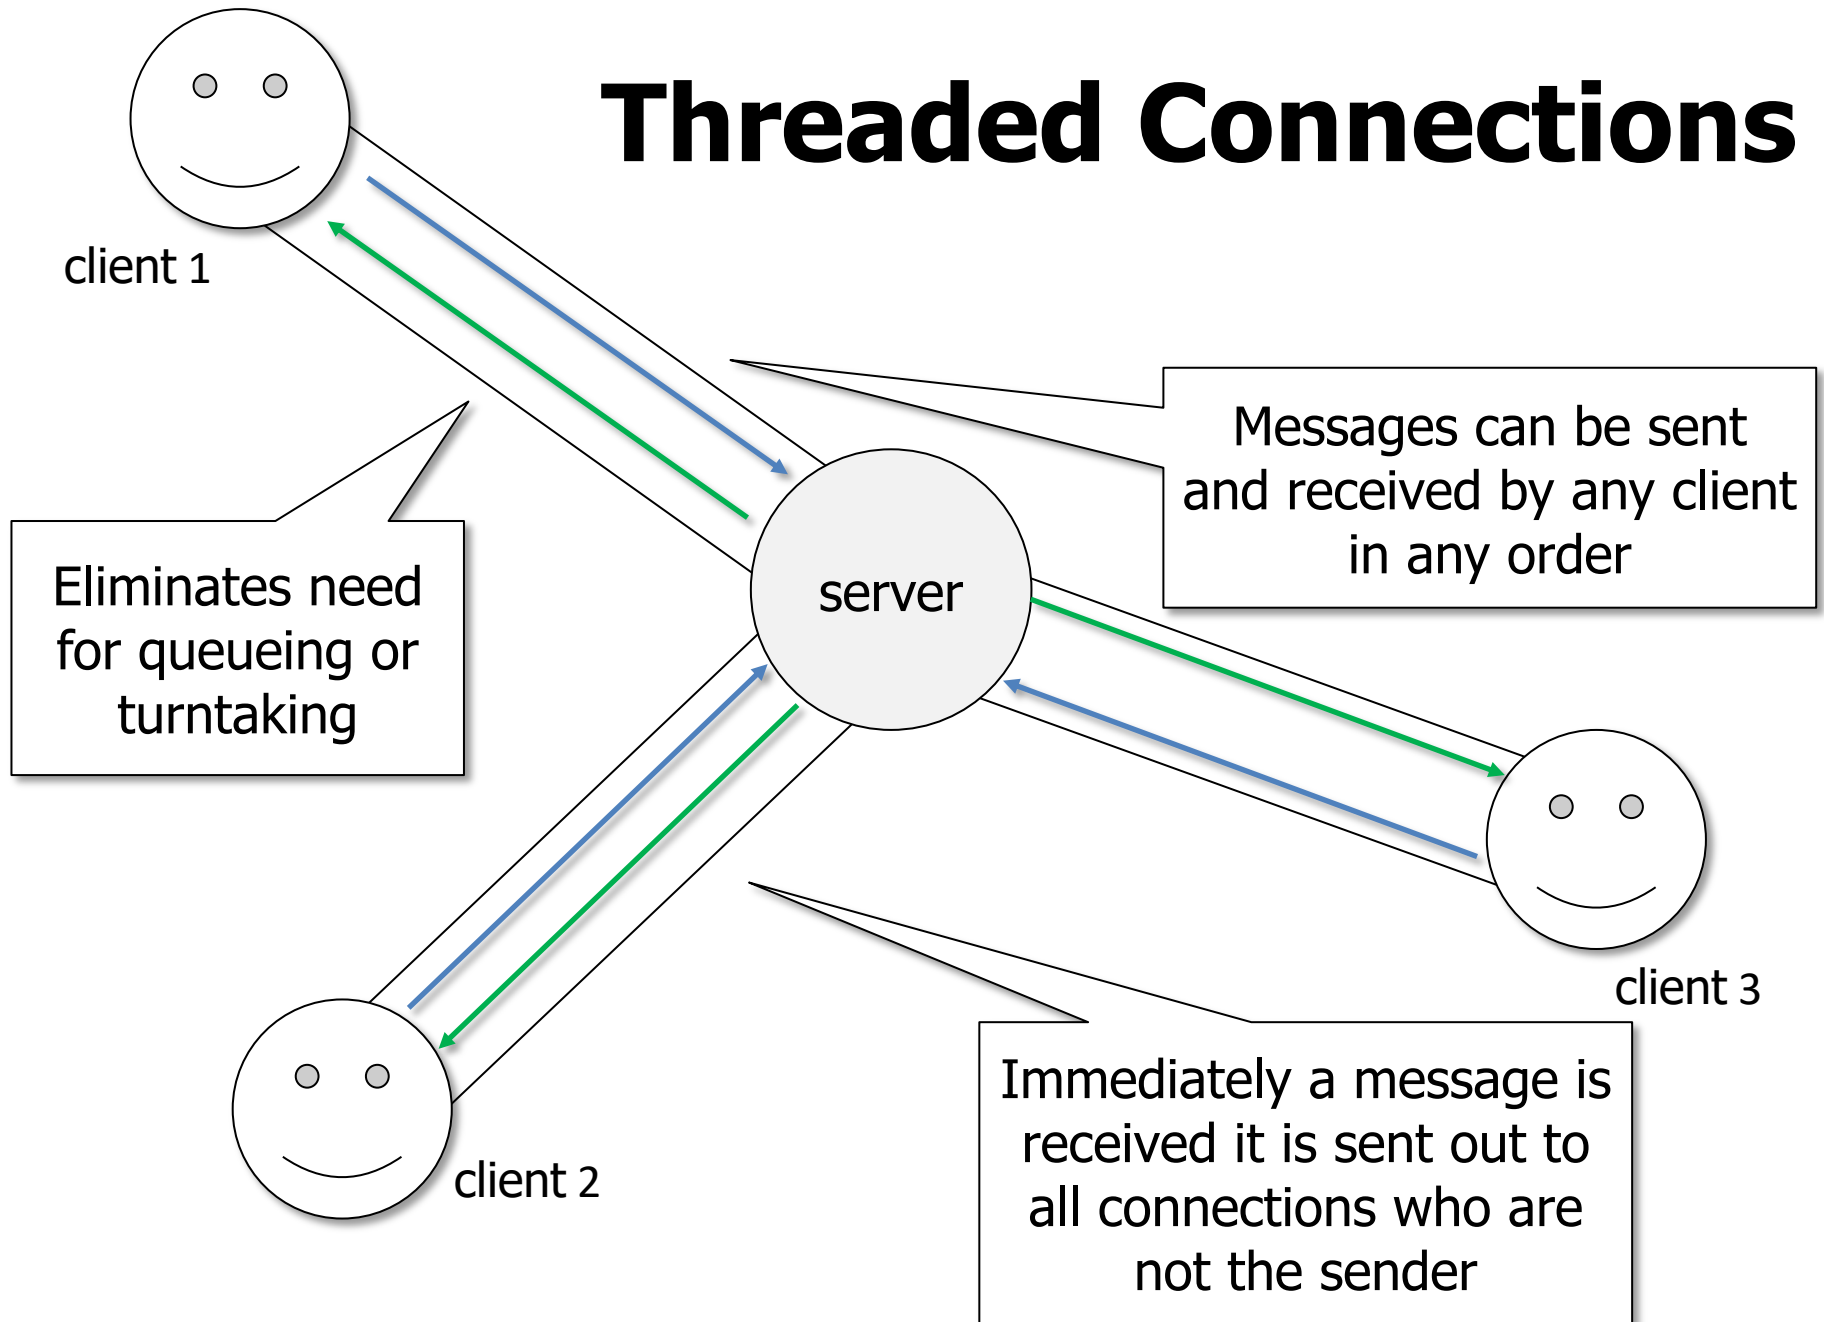 Threaded Connections
client 1
Messages can be sent
and received by any client
in any order
Eliminates need
for queueing or
turntaking
server
client 3
Immediately a message is
received it is sent out to
all connections who are
not the sender
client 2